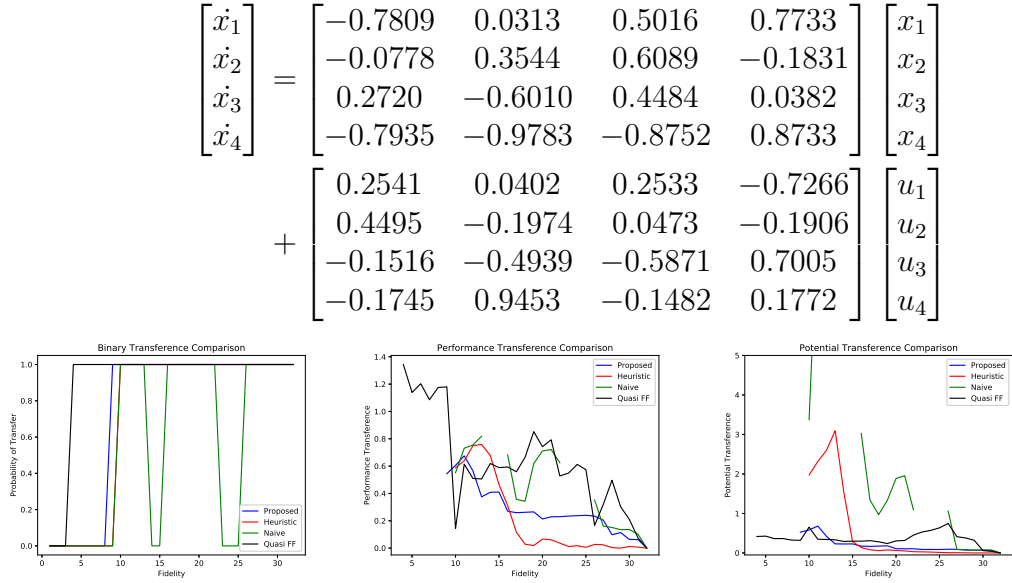 ẋ1 = −0.7809 0.0313 0.5016 0.7733 x1
ẋ2 −0.0778 0.3544 0.6089 −0.1831 x2
ẋ3 0.2720 −0.6010 0.4484 0.0382 x3
ẋ4 −0.7935 −0.9783 −0.8752 0.8733 x4
+ 0.2541 0.0402 0.2533 −0.7266 u1
0.4495 −0.1974 0.0473 −0.1906 u2
−0.1516 −0.4939 −0.5871 0.7005 u3
−0.1745 0.9453 −0.1482 0.1772 u4
Binary Transference Comparison
Probability of Transfer
1.0
0.8
0.6
0.4
0.2
0.0
0 5 10 15 20 25 30
Fidelity
Proposed
Heuristic
Naive
Quasi FF
Performance Transference Comparison
Performance Transference
1.4
1.2
1.0
0.8
0.6
0.4
0.2
0.0
5 10 15 20 25 30
Fidelity
Proposed
Heuristic
Naive
Quasi FF
Potential Transference Comparison
Potential Transference
5
4
3
2
1
0
5 10 15 20 25 30
Fidelity
Proposed
Heuristic
Naive
Quasi FF